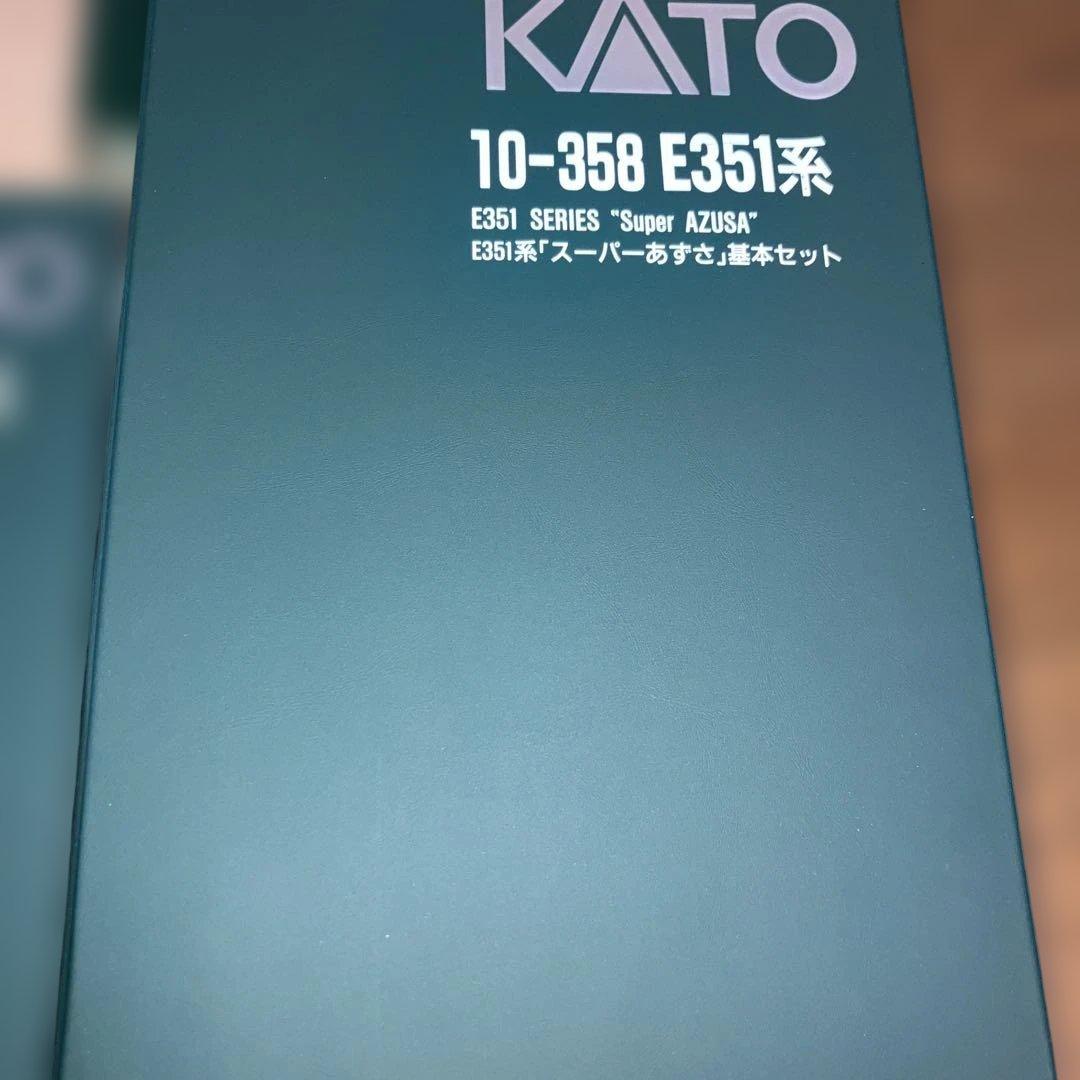 KATO
10-358 E351系
E351 SERIES “Super AZUSA”
E351系「スーパーあずさ」基本セット